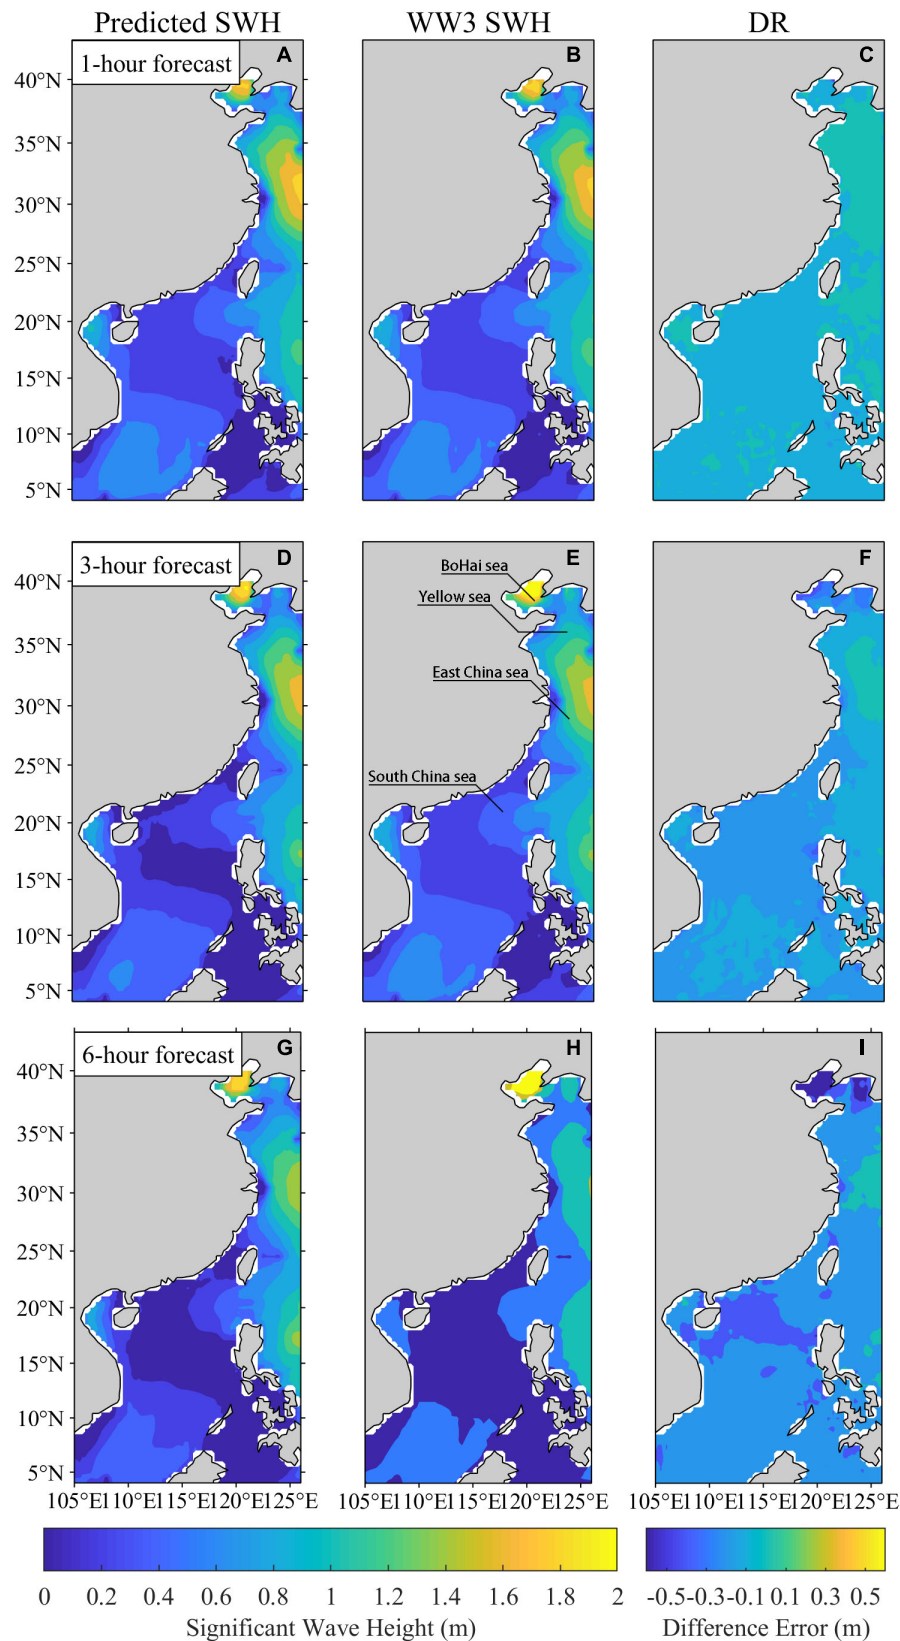 Predicted SWH WW3 SWH DR
1-hour forecast A B C
40°N
35°N
30°N
25°N
20°N
15°N
10°N
5°N
3-hour forecast D E F
BoHai sea
40°N
Yellow sea
35°N
East China sea
30°N
25°N
South China sea
20°N
15°N
10°N
5°N
6-hour forecast G H I
40°N
35°N
30°N
25°N
20°N
15°N
10°N
5°N
105°E110°E115°E120°E125°E 105°E110°E115°E120°E125°E 105°E110°E115°E120°E125°E
0 0.2 0.4 0.6 0.8 1 1.2 1.4 1.6 1.8 2 -0.5-0.3-0.1 0.1 0.3 0.5
Significant Wave Height (m) Difference Error (m)